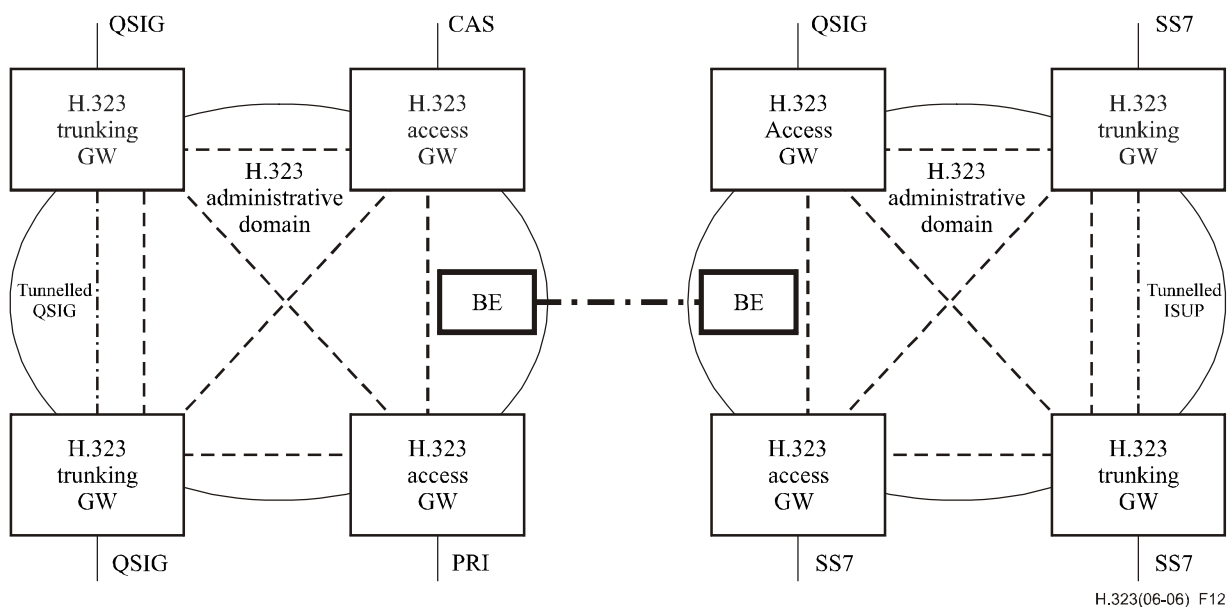 QSIG
CAS
QSIG
SS7
H.323
trunking
GW
H.323
access
GW
H.323
Access
GW
H.323
trunking
GW
H.323
administrative
domain
H.323
administrative
domain
Tunnelled
QSIG
BE
BE
Tunnelled
ISUP
H.323
trunking
GW
H.323
access
GW
H.323
access
GW
H.323
trunking
GW
QSIG
PRI
SS7
SS7
H.323(06-06) F12